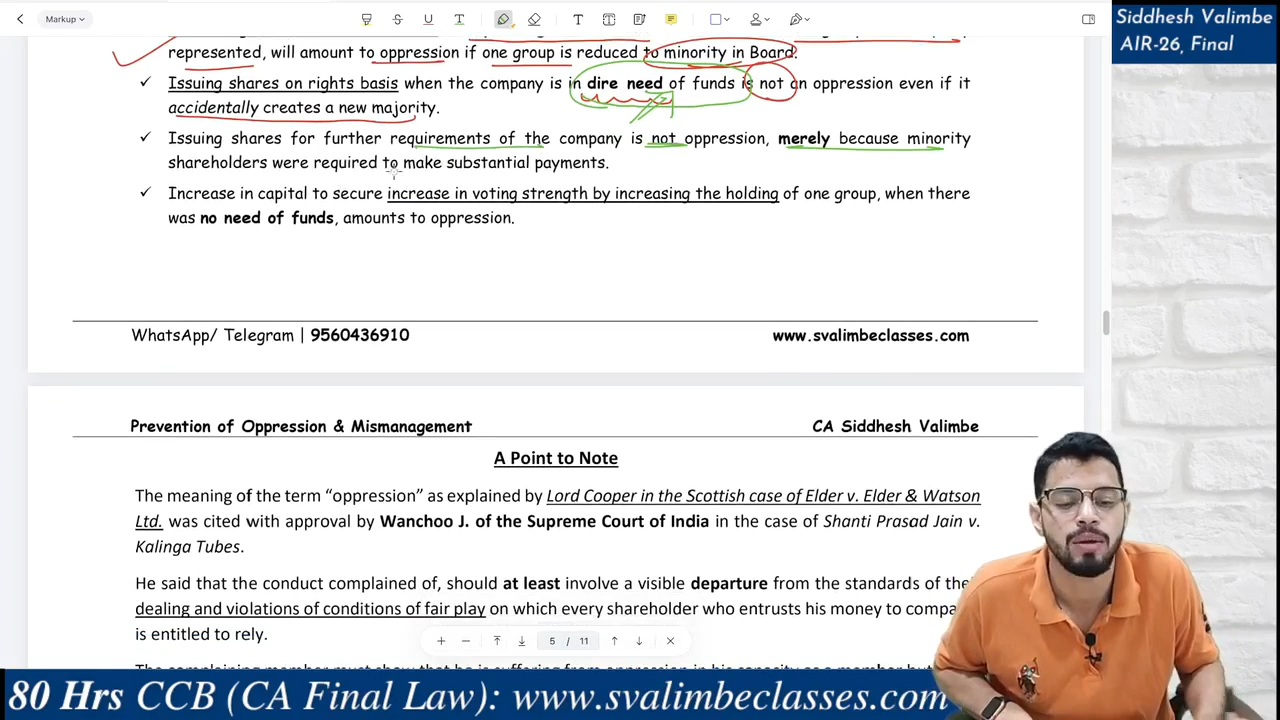 Markup
Siddhesh Valimbe
AIR-26, Final
represented, will amount to oppression if one group is reduced to minority in Board.
✓ Issuing shares on rights basis when the company is in dire need of funds is not an oppression even if it
accidentally creates a new majority.
✓ Issuing shares for further requirements of the company is not oppression, merely because minority
shareholders were required to make substantial payments.
✓ Increase in capital to secure increase in voting strength by increasing the holding of one group, when there
was no need of funds, amounts to oppression.
WhatsApp/ Telegram | 9560436910 www.svalimbeclasses.com
Prevention of Oppression & Mismanagement CA Siddhesh Valimbe
A Point to Note
The meaning of the term “oppression” as explained by Lord Cooper in the Scottish case of Elder v. Elder & Watson
Ltd. was cited with approval by Wanchoo J. of the Supreme Court of India in the case of Shanti Prasad Jain v.
Kalinga Tubes.
He said that the conduct complained of, should at least involve a visible departure from the standards of the
dealing and violations of conditions of fair play on which every shareholder who entrusts his money to
is entitled to rely.
5 / 11
80 Hrs CCB (CA Final Law): www.svalimbeclasses.com